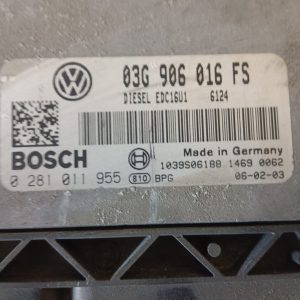 03G 906 016 FS
DIESEL EDC16U1 6124
BOSCH
Made in Germany
1039S06188 1469 0062
0 281 011 955 810 BPG 06-02-03